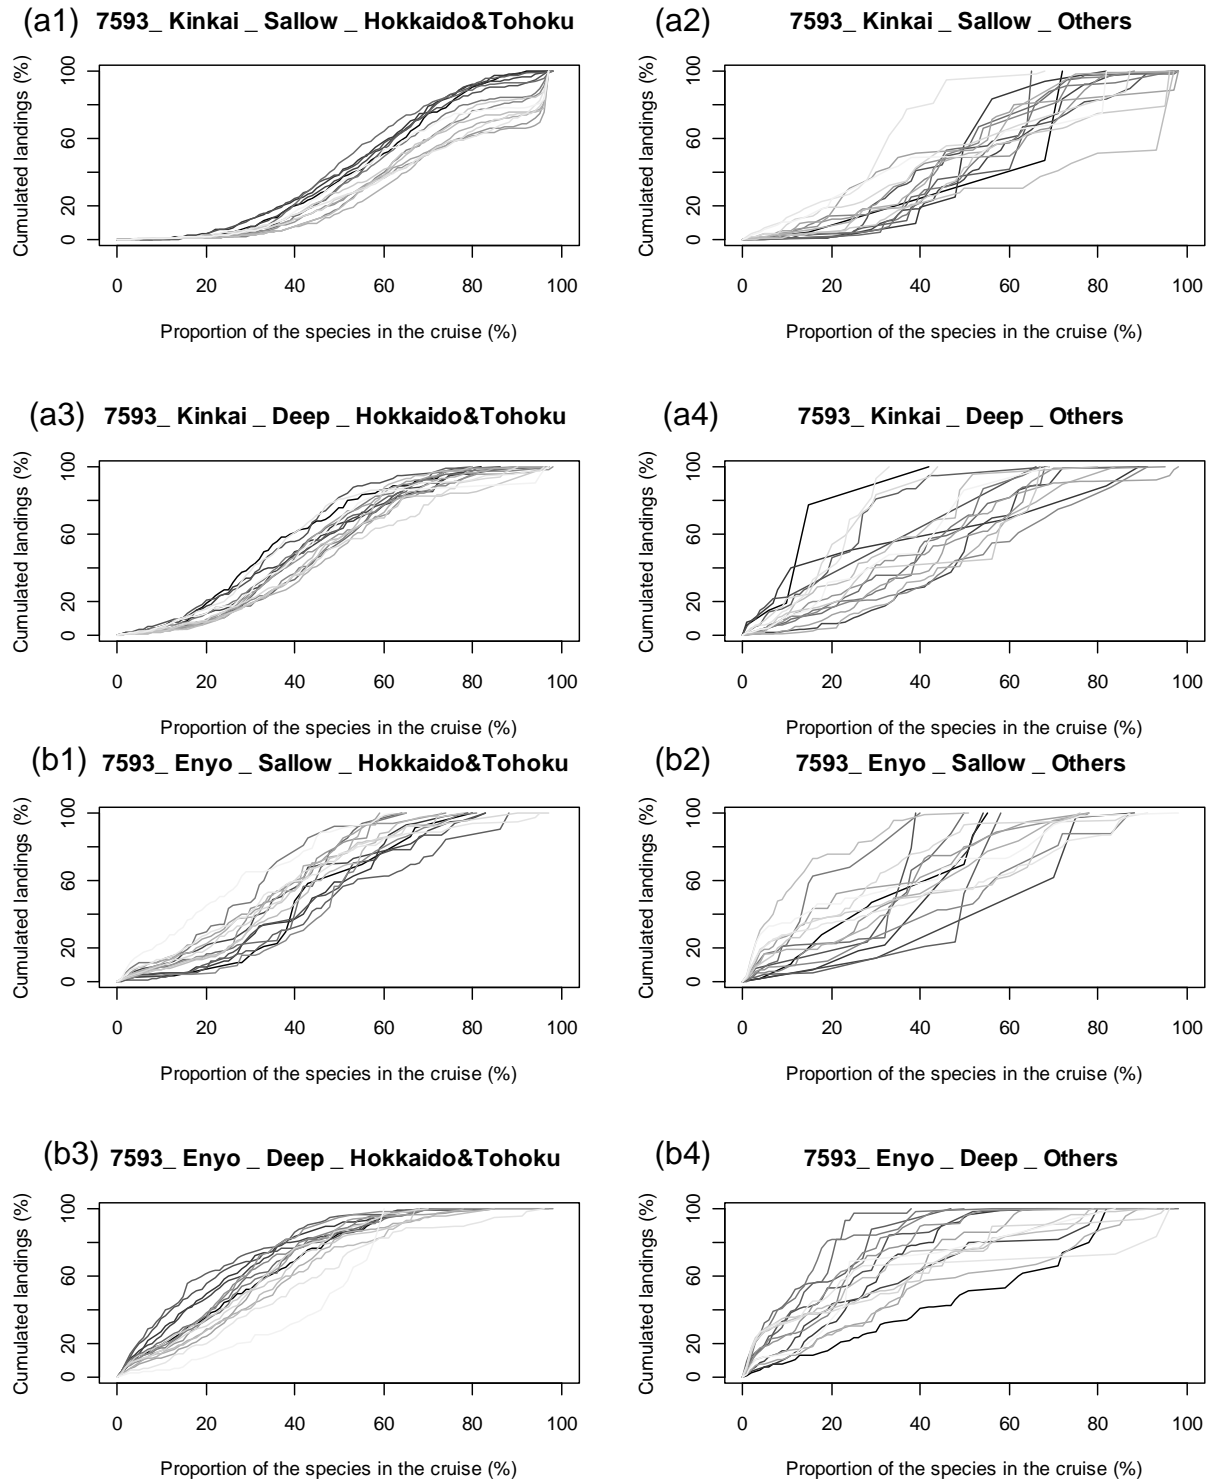 (a1) 7593_ Kinkai _ Sallow _ Hokkaido&Tohoku
Cumulated landings (%)
0 20 60 100
0 20 40 60 80 100
Proportion of the species in the cruise (%)
(a2) 7593_ Kinkai _ Sallow _ Others
Cumulated landings (%)
0 20 60 100
0 20 40 60 80 100
Proportion of the species in the cruise (%)
(a3) 7593_ Kinkai _ Deep _ Hokkaido&Tohoku
Cumulated landings (%)
0 20 60 100
0 20 40 60 80 100
Proportion of the species in the cruise (%)
(a4) 7593_ Kinkai _ Deep _ Others
Cumulated landings (%)
0 20 60 100
0 20 40 60 80 100
Proportion of the species in the cruise (%)
(b1) 7593_ Enyo _ Sallow _ Hokkaido&Tohoku
Cumulated landings (%)
0 20 60 100
0 20 40 60 80 100
Proportion of the species in the cruise (%)
(b2) 7593_ Enyo _ Sallow _ Others
Cumulated landings (%)
0 20 60 100
0 20 40 60 80 100
Proportion of the species in the cruise (%)
(b3) 7593_ Enyo _ Deep _ Hokkaido&Tohoku
Cumulated landings (%)
0 20 60 100
0 20 40 60 80 100
Proportion of the species in the cruise (%)
(b4) 7593_ Enyo _ Deep _ Others
Cumulated landings (%)
0 20 60 100
0 20 40 60 80 100
Proportion of the species in the cruise (%)